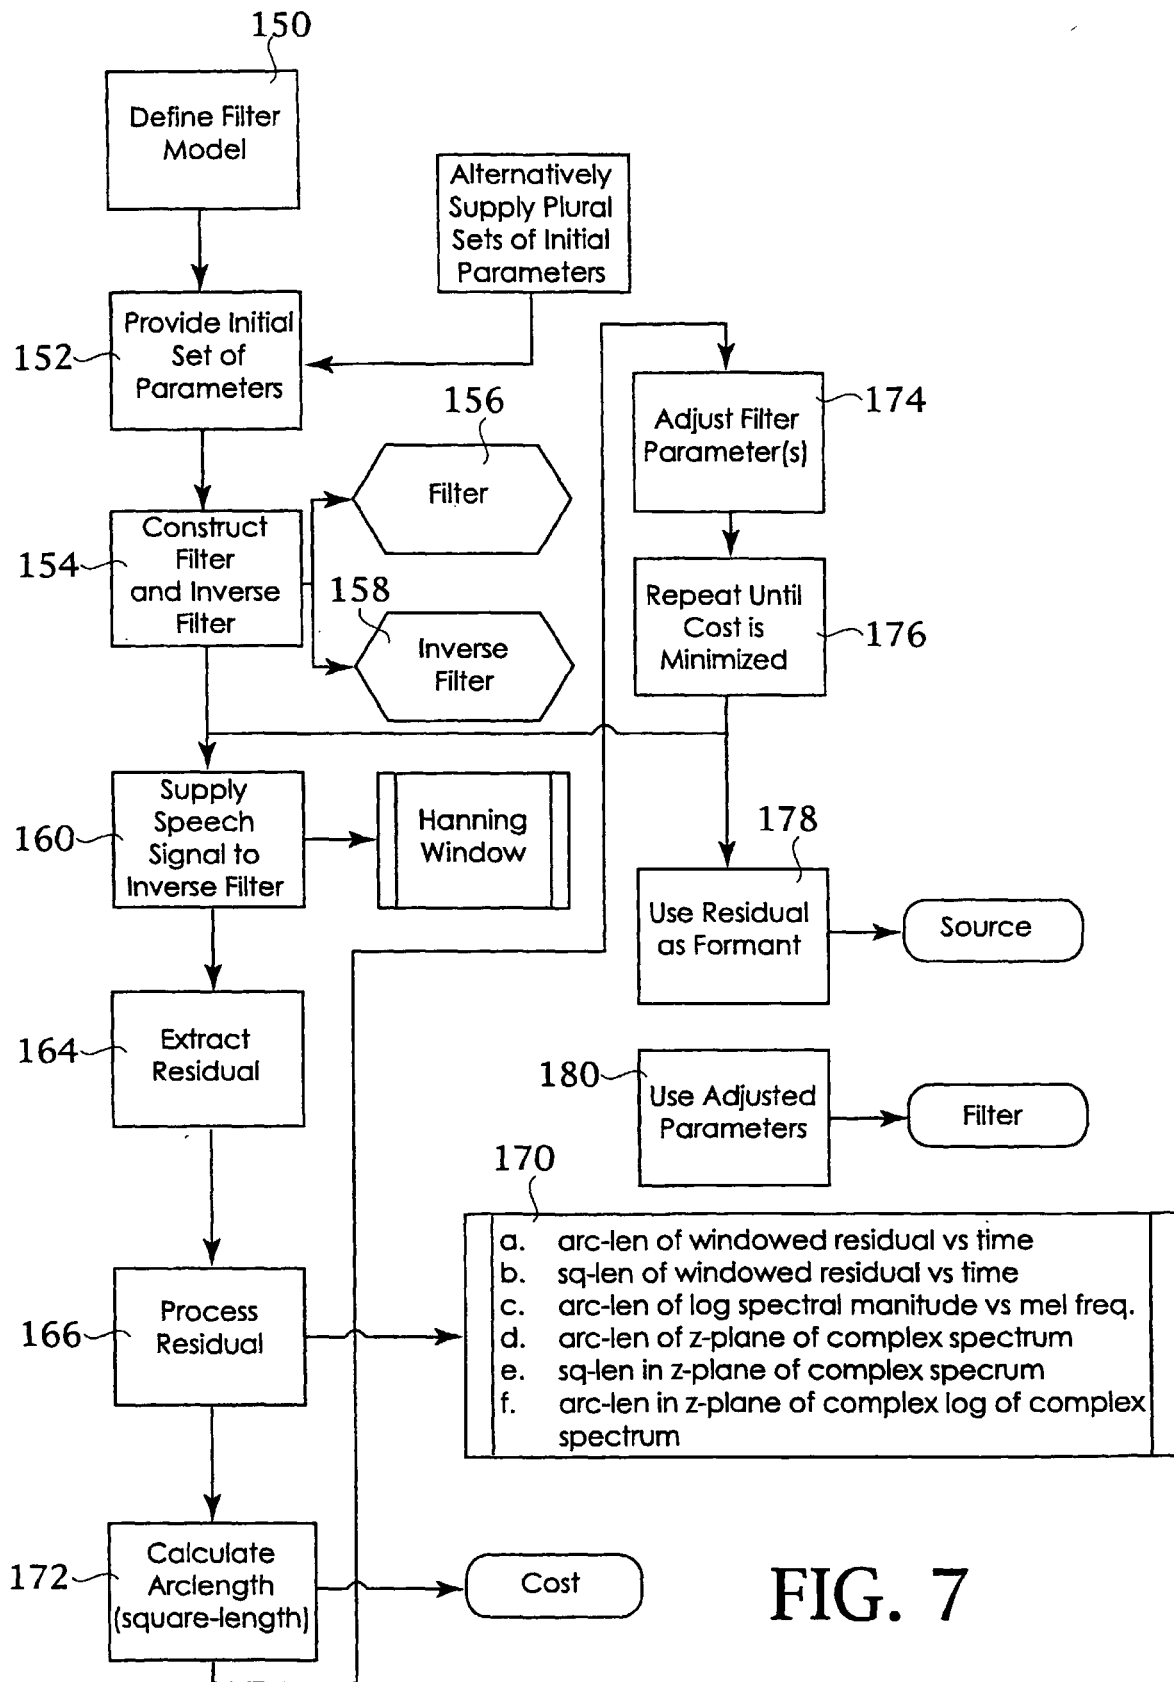 150
Define Filter
Model
Alternatively
Supply Plural
Sets of Initial
Parameters
152
Provide Initial
Set of
Parameters
174
Adjust Filter
Parameter(s)
156
Filter
154
Construct
Filter
and Inverse
Filter
158
Inverse
Filter
Repeat Until
Cost is
Minimized
176
160
Supply
Speech
Signal to
Inverse Filter
Hanning
Window
178
Use Residual
as Formant
Source
164
Extract
Residual
180
Use Adjusted
Parameters
Filter
170
a. arc-len of windowed residual vs time
b. sq-len of windowed residual vs time
c. arc-len of log spectral manitude vs mel freq.
d. arc-len of z-plane of complex spectrum
e. sq-len in z-plane of complex specrum
f. arc-len in z-plane of complex log of complex
spectrum
166
Process
Residual
172
Calculate
Arclength
(square-length)
Cost
FIG. 7